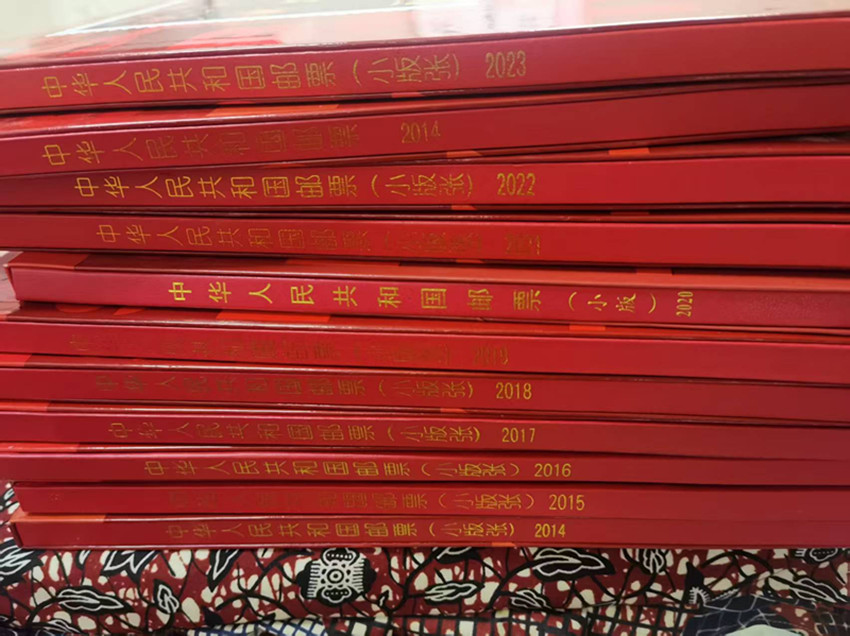 中华人民共和国邮票(小版张) 2023
中华人民共和国邮票 2014
中华人民共和国邮票(小版张) 2022
中华人民共和国邮票(小版张)
中华人民共和国邮票(小版) 2020
中华人民共和国邮票(小版张) 2018
中华人民共和国邮票(小版张) 2017
中华人民共和国邮票(小版张) 2016
中华人民共和国邮票(小版张) 2015
中华人民共和国邮票(小版张) 2014